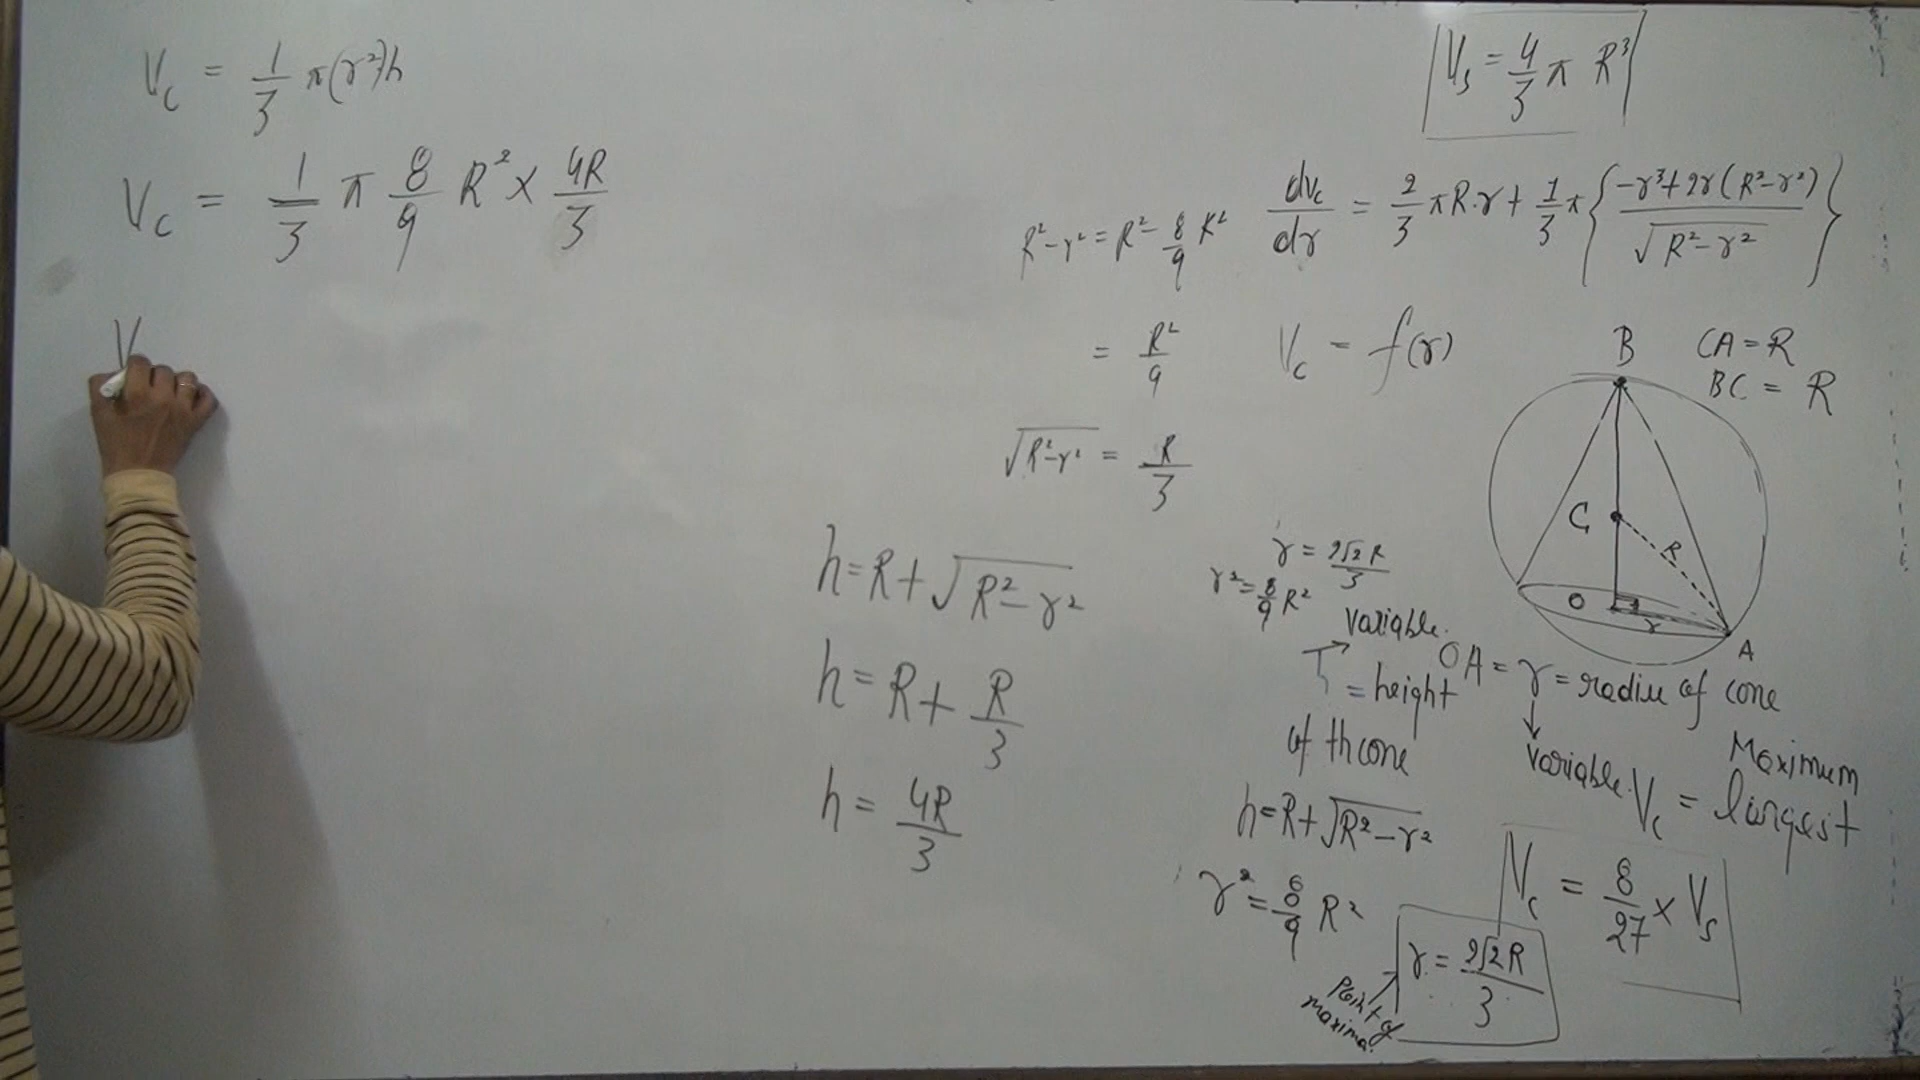 V_c = 1/3 π(r²)h
V_c = 1/3 π 8/9 R² × 4R/3
V
V_s = 4/3 π R³
dv_c/dr = 2/3 πR.r + 1/3 π { (-r³ + 2r(R² - r²)) / √(R² - r²) }
R² - r² = R² - 8/9 R²
= R²/9
√(R² - r²) = R/3
V_c = f(r)
CA = R
BC = R
B
C
R
O
r
A
h = R + √(R² - r²)
h = R + R/3
h = 4R/3
r = 2√2 R/3
r² = 8/9 R²
variable.
= height
of th cone
OA = r = radius of cone
variable.
h = R + √(R² - r²)
Maximum
V_c = largest
r² = 8/9 R²
r = 2√2R/3
Point of
maxima.
V_c = 8/27 × V_s